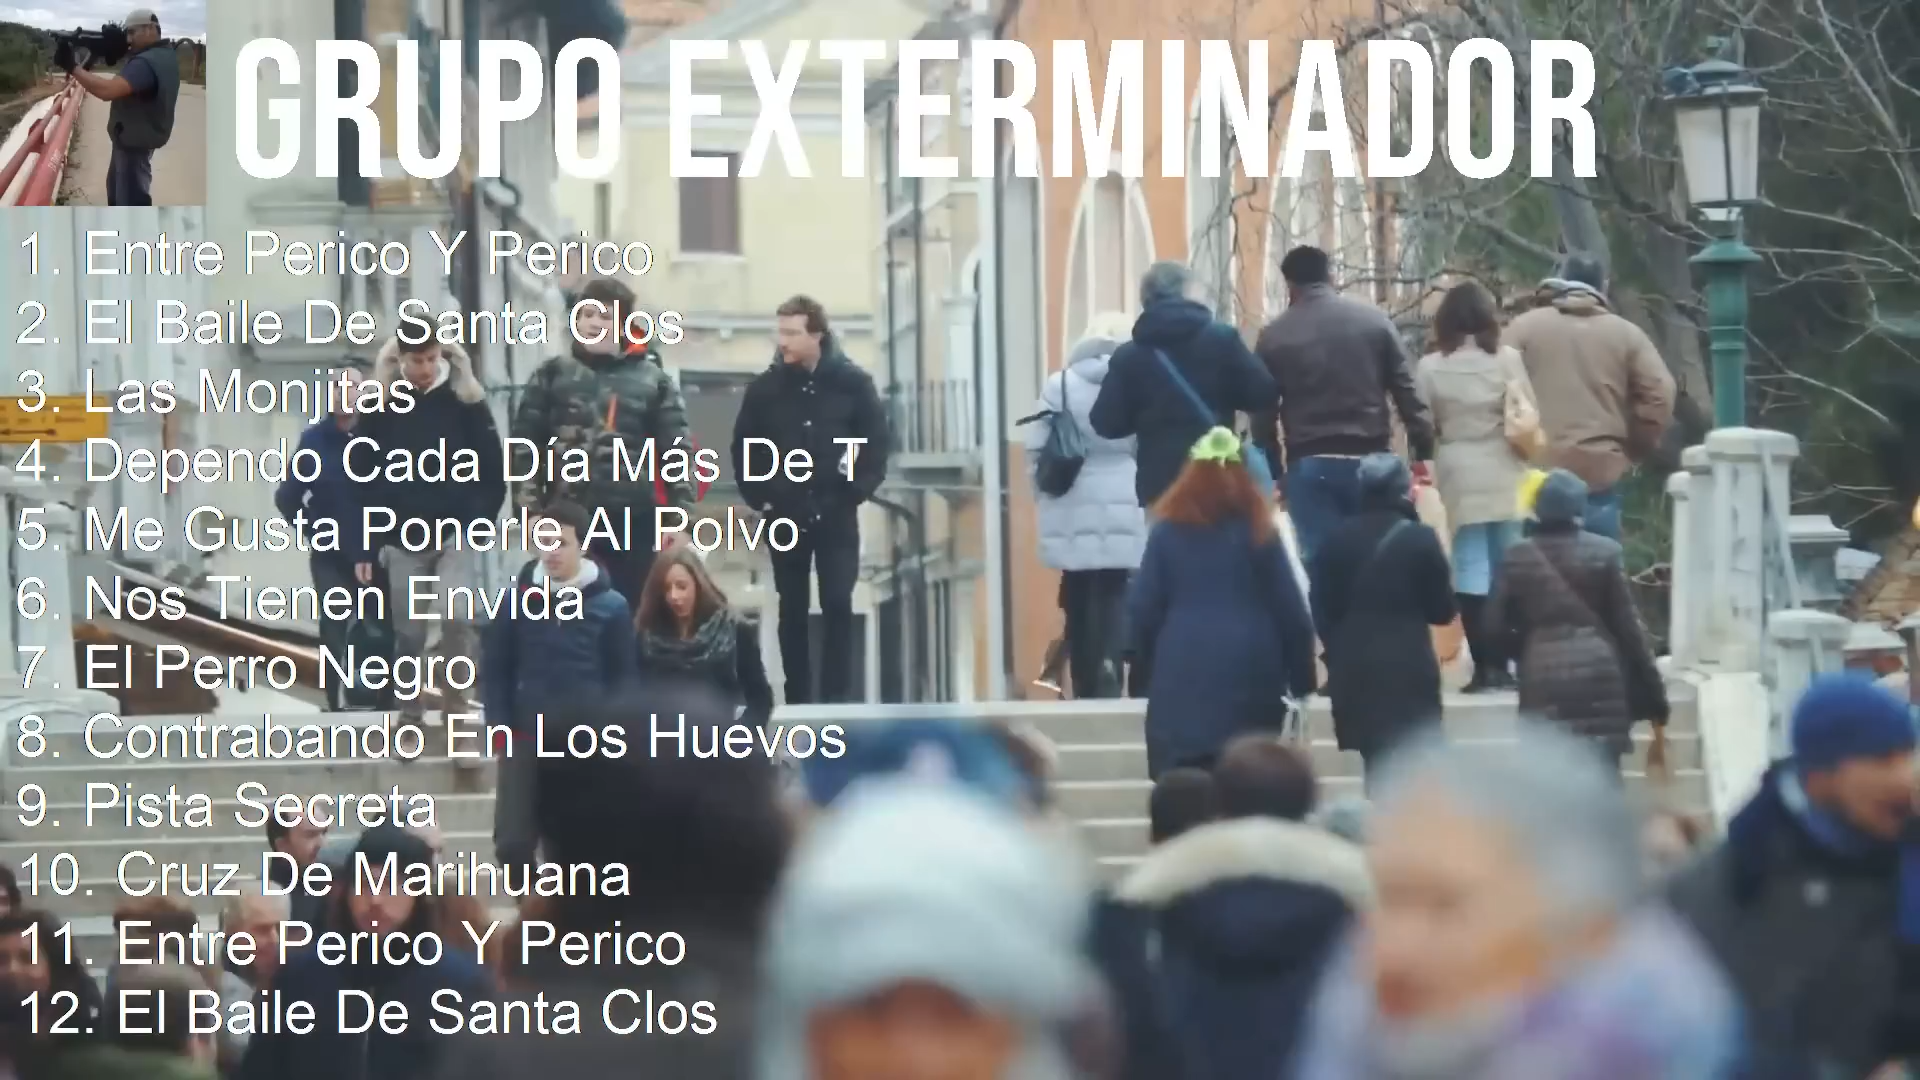 GRUPO EXTERMINADOR
1. Entre Perico Y Perico
2. El Baile De Santa Clos
3. Las Monjitas
4. Dependo Cada Día Más De T
5. Me Gusta Ponerle Al Polvo
6. Nos Tienen Envida
7. El Perro Negro
8. Contrabando En Los Huevos
9. Pista Secreta
10. Cruz De Marihuana
11. Entre Perico Y Perico
12. El Baile De Santa Clos